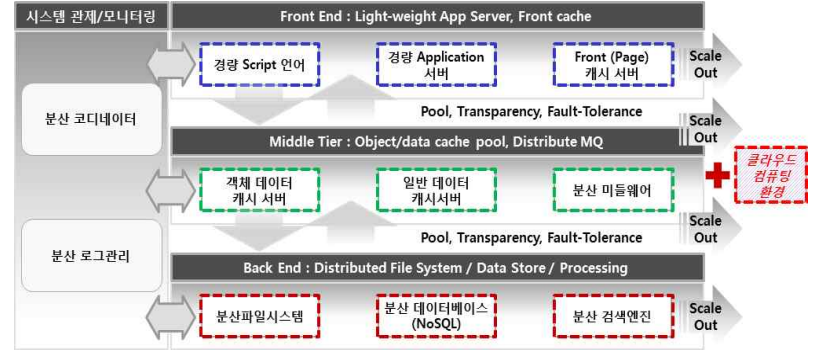 시스템 관제/모니터링
Front End : Light-weight App Server, Front cache
경량 Script 언어
경량 Application
서버
Front (Page)
캐시 서버
Scale
Out
분산 코디네이터
Pool, Transparency, Fault-Tolerance
Scale
Out
Middle Tier : Object/data cache pool, Distribute MQ
객체 데이터
캐시 서버
일반 데이터
캐시서버
분산 미들웨어
클라우드
컴퓨팅
환경
분산 로그관리
Pool, Transparency, Fault-Tolerance
Scale
Out
Back End : Distributed File System / Data Store / Processing
분산파일시스템
분산 데이터베이스
(NoSQL)
분산 검색엔진
Scale
Out